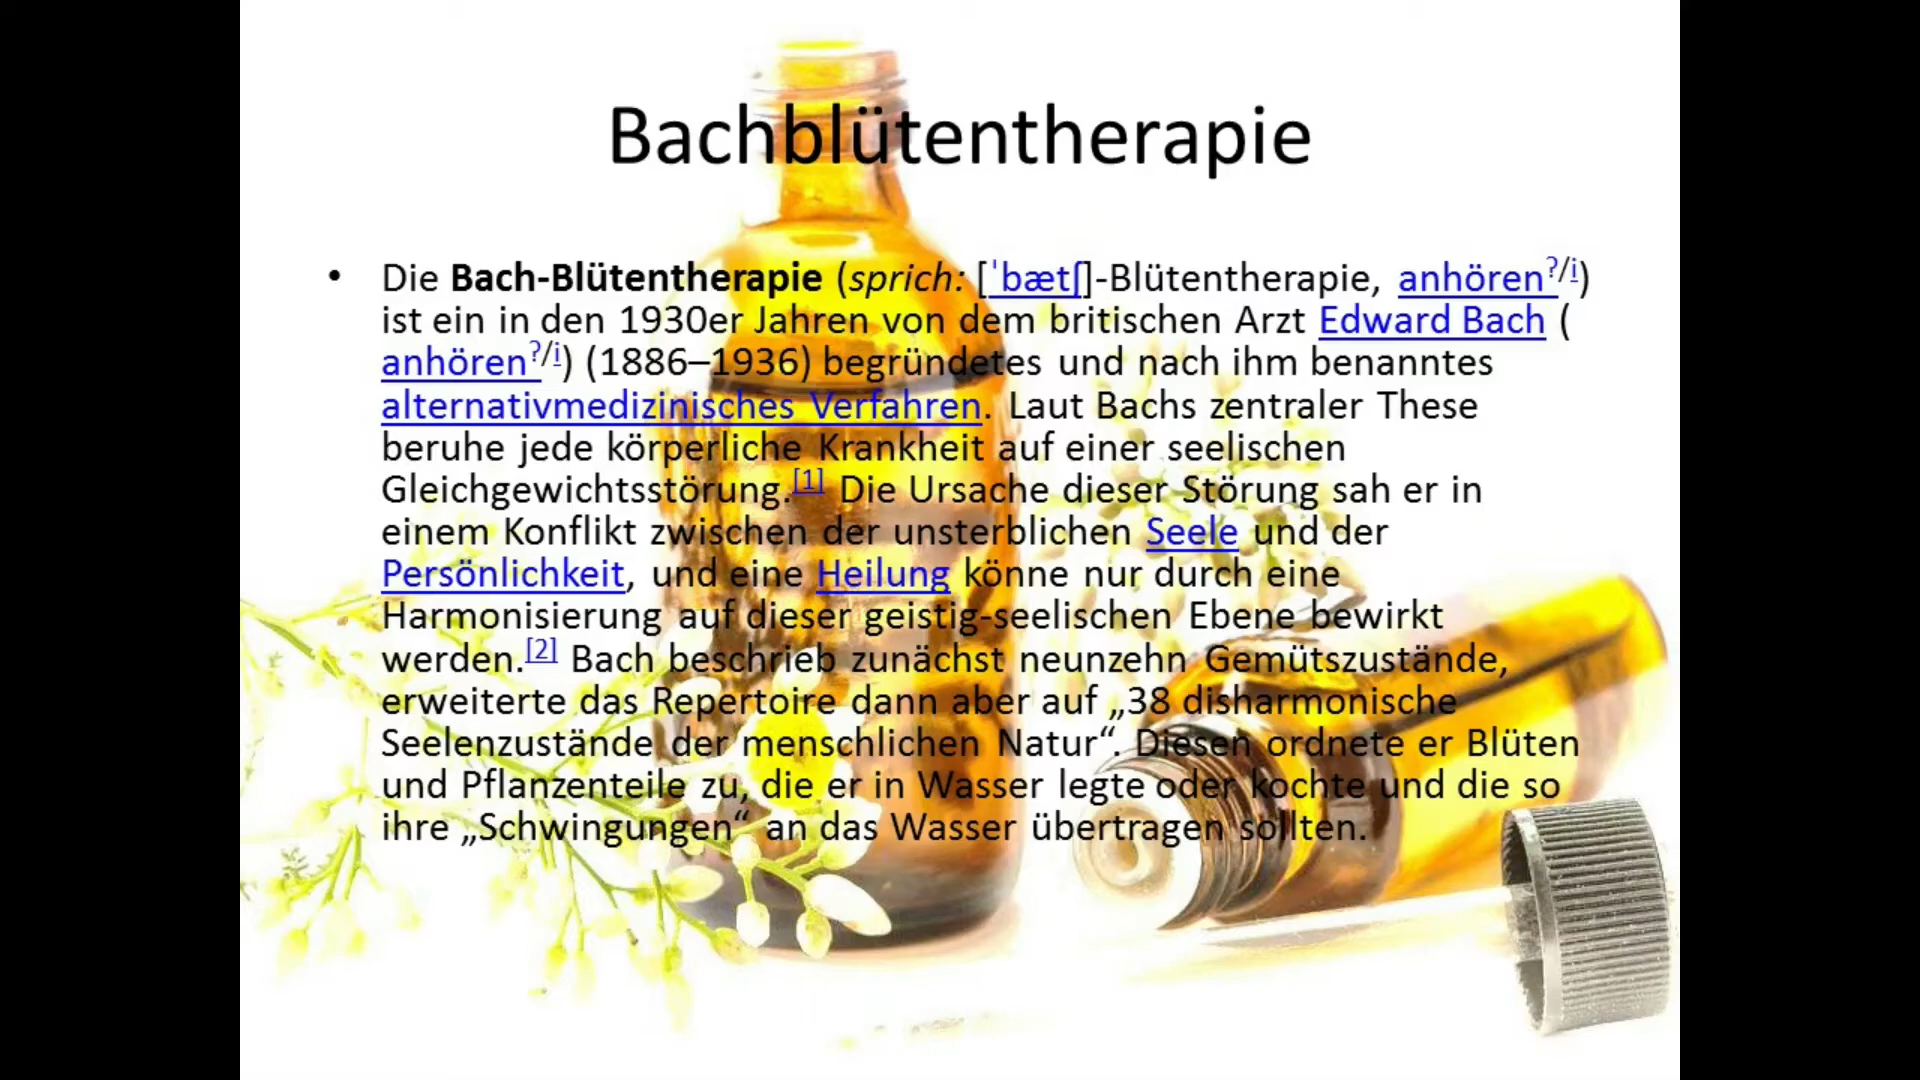 Bachblütentherapie
• Die Bach-Blütentherapie (sprich: [ˈbætʃ]-Blütentherapie, anhören?/i)
ist ein in den 1930er Jahren von dem britischen Arzt Edward Bach (
anhören?/i) (1886–1936) begründetes und nach ihm benanntes
alternativmedizinisches Verfahren. Laut Bachs zentraler These
beruhe jede körperliche Krankheit auf einer seelischen
Gleichgewichtsstörung.[1] Die Ursache dieser Störung sah er in
einem Konflikt zwischen der unsterblichen Seele und der
Persönlichkeit, und eine Heilung könne nur durch eine
Harmonisierung auf dieser geistig-seelischen Ebene bewirkt
werden.[2] Bach beschrieb zunächst neunzehn Gemütszustände,
erweiterte das Repertoire dann aber auf „38 disharmonische
Seelenzustände der menschlichen Natur“. Diesen ordnete er Blüten
und Pflanzenteile zu, die er in Wasser legte oder kochte und die so
ihre „Schwingungen“ an das Wasser übertragen sollten.